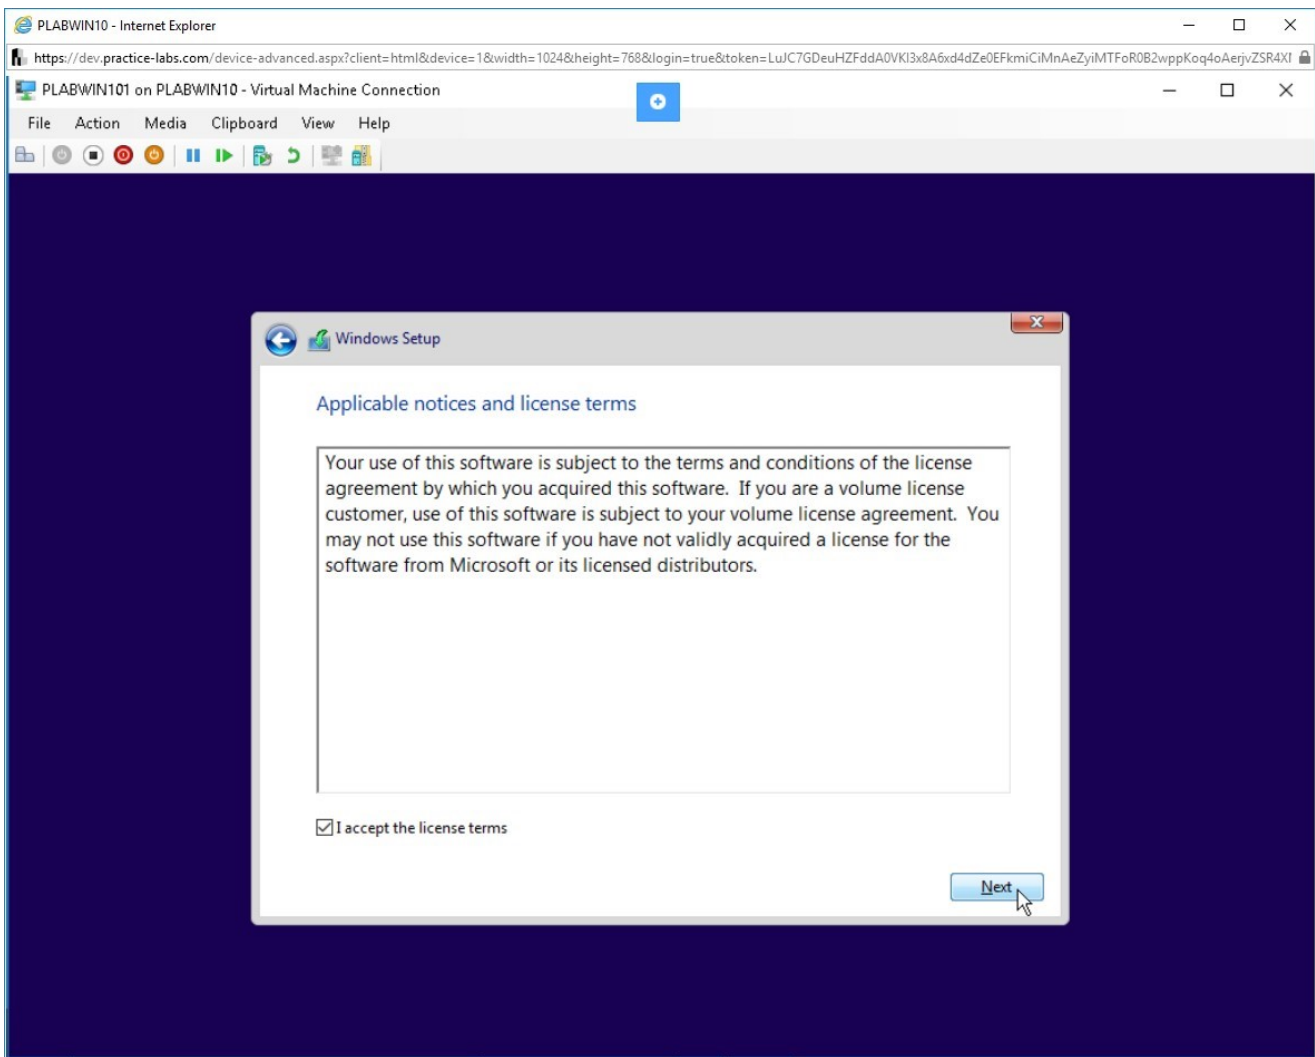 PLABWIN10 - Internet Explorer
https://dev.practice-labs.com/device-advanced.aspx?client=html&device=1&width=1024&height=768&login=true&token=LuJC7GDeuHZFddA0VKI3x8A6xd4dZe0EFkmiCiMnAeZyiMTFoR0B2wppKoq4oAerjvZSR4XI
PLABWIN101 on PLABWIN10 - Virtual Machine Connection
File Action Media Clipboard View Help
Windows Setup
Applicable notices and license terms
Your use of this software is subject to the terms and conditions of the license
agreement by which you acquired this software.  If you are a volume license
customer, use of this software is subject to your volume license agreement.  You
may not use this software if you have not validly acquired a license for the
software from Microsoft or its licensed distributors.
I accept the license terms
Next